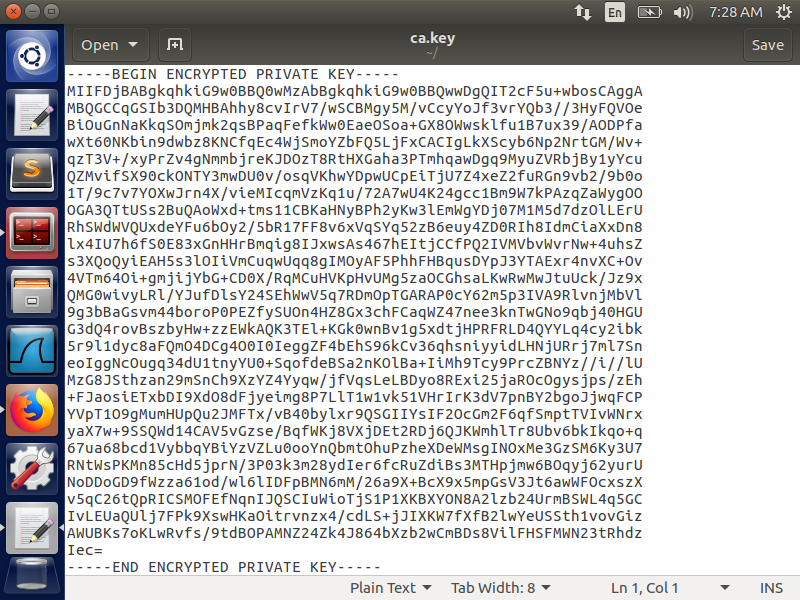 En
7:28 AM
Open
ca.key
~/
Save
-----BEGIN ENCRYPTED PRIVATE KEY-----
MIIFDjBABgkqhkiG9w0BBQ0wMzAbBgkqhkiG9w0BBQwwDgQIT2cF5u+wbosCAggA
MBQGCCqGSIb3DQMHBAhhy8cvIrV7/wSCBMgy5M/vCcyYoJf3vrYQb3//3HyFQVOe
BiOuGnNaKkqSOmjmk2qsBPaqFefkWw0EaeOSoa+GX8OWwsklfu1B7ux39/AODPfa
wXt60NKbin9dwbz8KNCfqEc4WjSmoYZbFQ5LjFxCACIgLkXScyb6Np2NrtGM/Wv+
qzT3V+/xyPrZv4gNmmbjreKJDOzT8RtHXGaha3PTmhqawDgq9MyuZVRbjBy1yYcu
QZMvifSX90ckONTY3mwDU0v/osqVKhwYDpwUCpEiTjU7Z4xeZ2fuRGn9vb2/9b0o
1T/9c7v7YOXwJrn4X/vieMIcqmVzKq1u/72A7wU4K24gcc1Bm9W7kPAzqZaWygOO
OGA3QTtUSs2BuQAoWxd+tms11CBKaHNyBPh2yKw3lEmWgYDj07M1M5d7dzOlLErU
RhSWdWVQUxdeYFu6bOy2/5bR17FF8v6xVqSYq52zB6euy4ZD0RIh8IdmCiaXxDn8
lx4IU7h6fS0E83xGnHHrBmqig8IJxwsAs467hEItjCCfPQ2IVMVbvWvrNw+4uhsZ
s3XQoQyiEAH5s3lOIiVmCuqwUqq8gIMOyAF5PhhFHBqusDYpJ3YTAExr4nvXC+Ov
4VTm64Oi+gmjijYbG+CD0X/RqMCuHVKpHvUMg5zaOCGhsaLKwRwMwJtuUck/Jz9x
QMG0wivyLRl/YJufDlsY24SEhWwV5q7RDmOpTGARAP0cY62m5p3IVA9RlvnjMbVl
9g3bBaGsvm44boroP0PEZfySUOn4HZ8Gx3chFCaqWZ47nee3knTwGNo9qbj40HGU
G3dQ4rovBszbyHw+zzEWkAQK3TEl+KGk0wnBv1g5xdtjHPRFRLD4QYYLq4cy2ibk
5r9l1dyc8aFQmO4DCg4O0I0IeggZF4bEhS96kCv36qhsniyyidLHNjURrj7ml7Sn
eoIggNcOugq34dU1tnyYU0+SqofdeBSa2nKOlBa+IiMh9Tcy9PrcZBNYz//i//lU
MzG8JSthzan29mSnCh9XzYZ4Yyqw/jfVqsLeLBDyo8RExi25jaROcOgysjps/zEh
+FJaosiETxbDI9XdO8dFjyeimg8P7LlT1w1vk51VHrIrK3dV7pnBY2bgoJjwqFCP
YVpT1O9gMumHUpQu2JMFTx/vB40bylxr9QSGIIYsIF2OcGm2F6qfSmptTVIvWNrx
yaX7w+9SSQWd14CAV5vGzse/BqfWKj8VXjDEt2RDj6QJKWmhlTr8Ubv6bkIkqo+q
67ua68bcd1VybbqYBiYzVZLu0ooYnQbmtOhuPzheXDeWMsgINOxMe3GzSM6Ky3U7
RNtWsPKMn85cHd5jprN/3P03k3m28ydIer6fcRuZdiBs3MTHpjmw6BOqyj62yurU
NoDDoGD9fWzza61od/wl6lIDFpBMN6mM/26a9X+BcX9x5mpGsV3Jt6awWFOcxszX
v5qC26tQpRICSMOFEfNqnIJQSCIuWioTjS1P1XKBXYON8A2lzb24UrmBSWL4q5GC
IvLEUaQUlj7FPk9XswHKaOitrvnzx4/cdLS+jJIXKW7fXfB2lwYeUSSth1vovGiz
AWUBKs7oKLwRvfs/9tdBOPAMNZ24Zk4J864bXzb2wCmBDs8VilFHSFMWN23tRhdz
Iec=
-----END ENCRYPTED PRIVATE KEY-----
Plain Text
Tab Width: 8
Ln 1, Col 1
INS